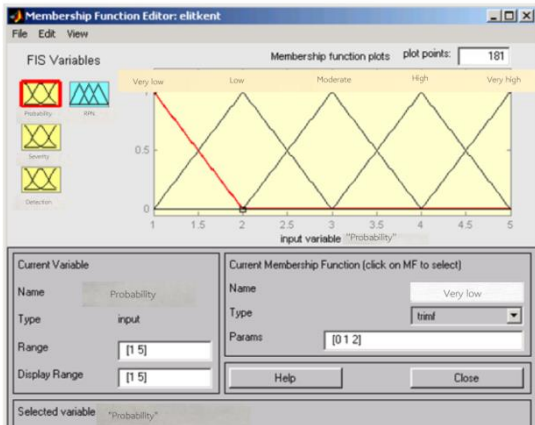 Membership Function Editor: elitkent
File Edit View
FIS Variables
Membership function plots plot points: 181
Very low Low Moderate High Very high
Probability RPN
Severity
Detection
1
0.5
0
1 1.5 2 2.5 3 3.5 4 4.5 5
input variable "Probability"
Current Variable
Name Probability
Type input
Range [1 5]
Display Range [1 5]
Current Membership Function (click on MF to select)
Name Very low
Type trimf
Params [0 1 2]
Help Close
Selected variable "Probability"